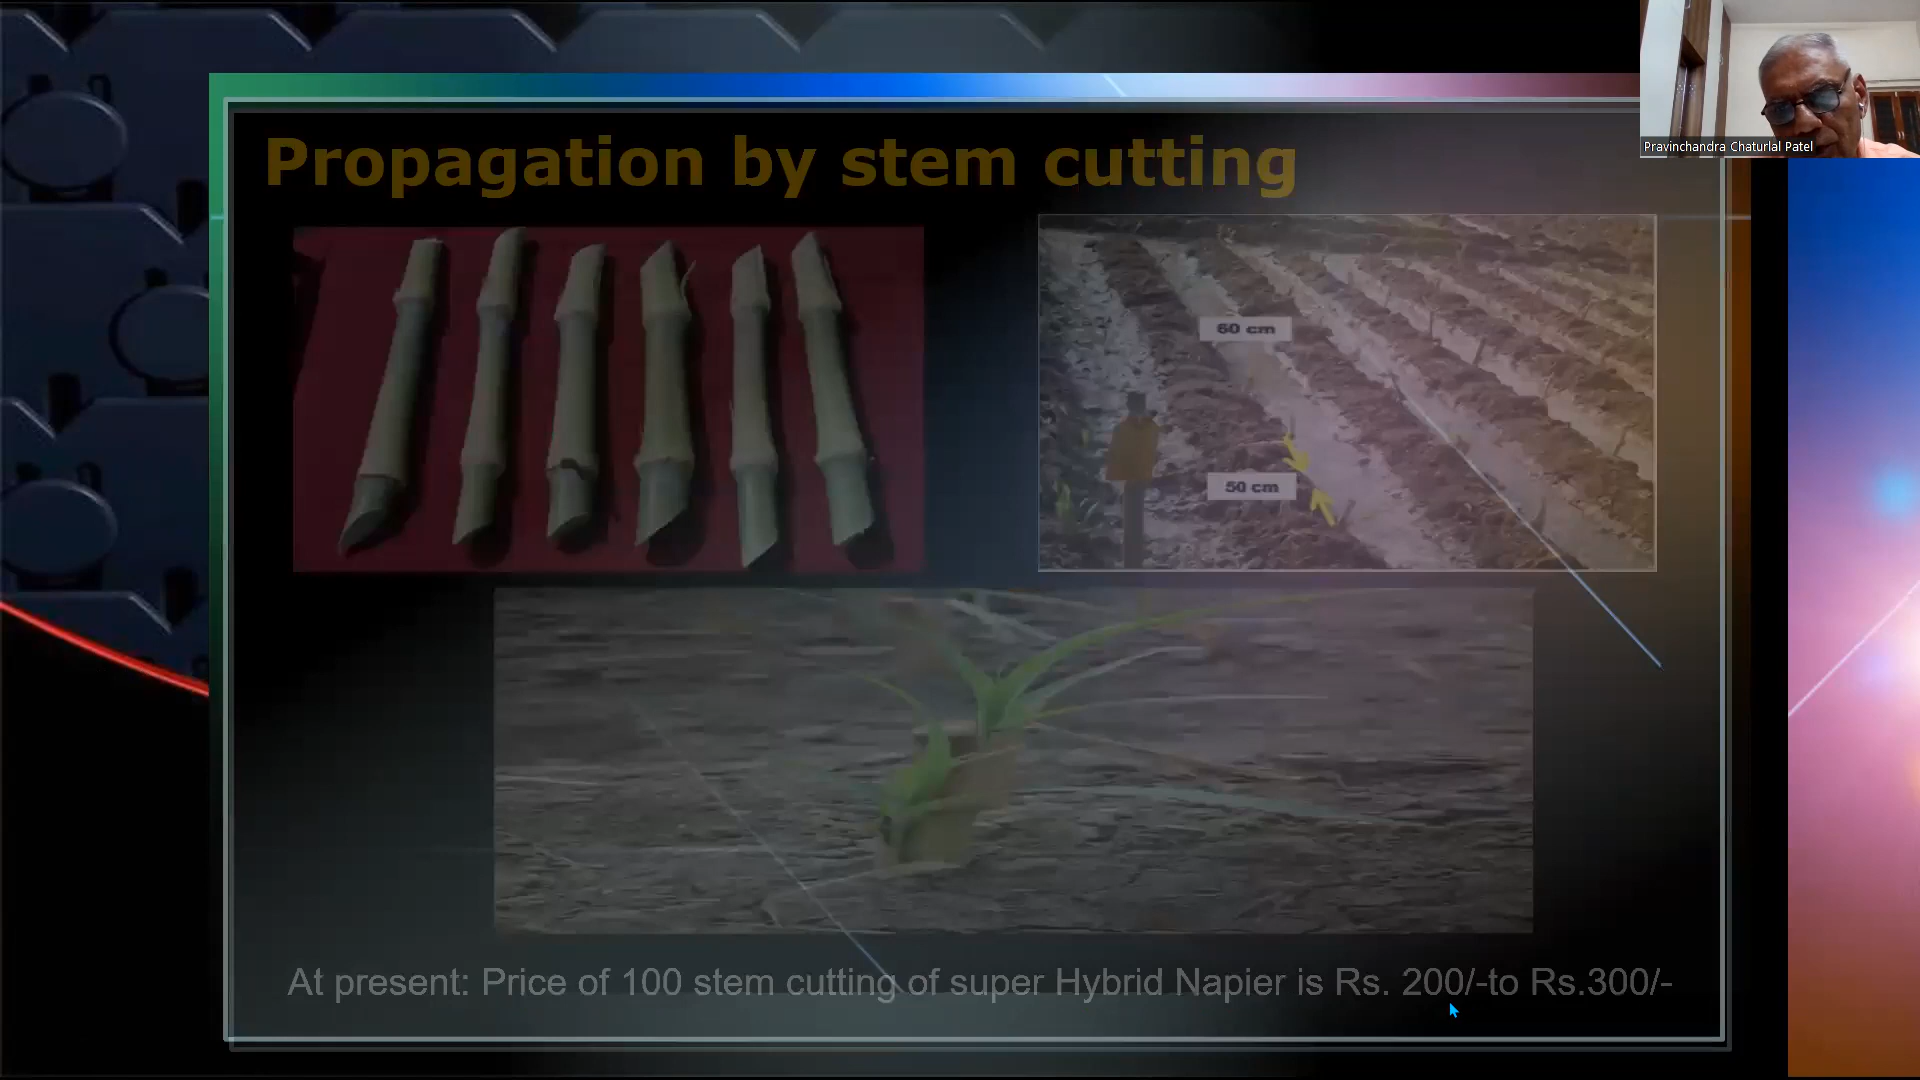 Propagation by stem cutting
Pravinchandra Chaturlal Patel
60 cm
50 cm
At present: Price of 100 stem cutting of super Hybrid Napier is Rs. 200/-to Rs.300/-